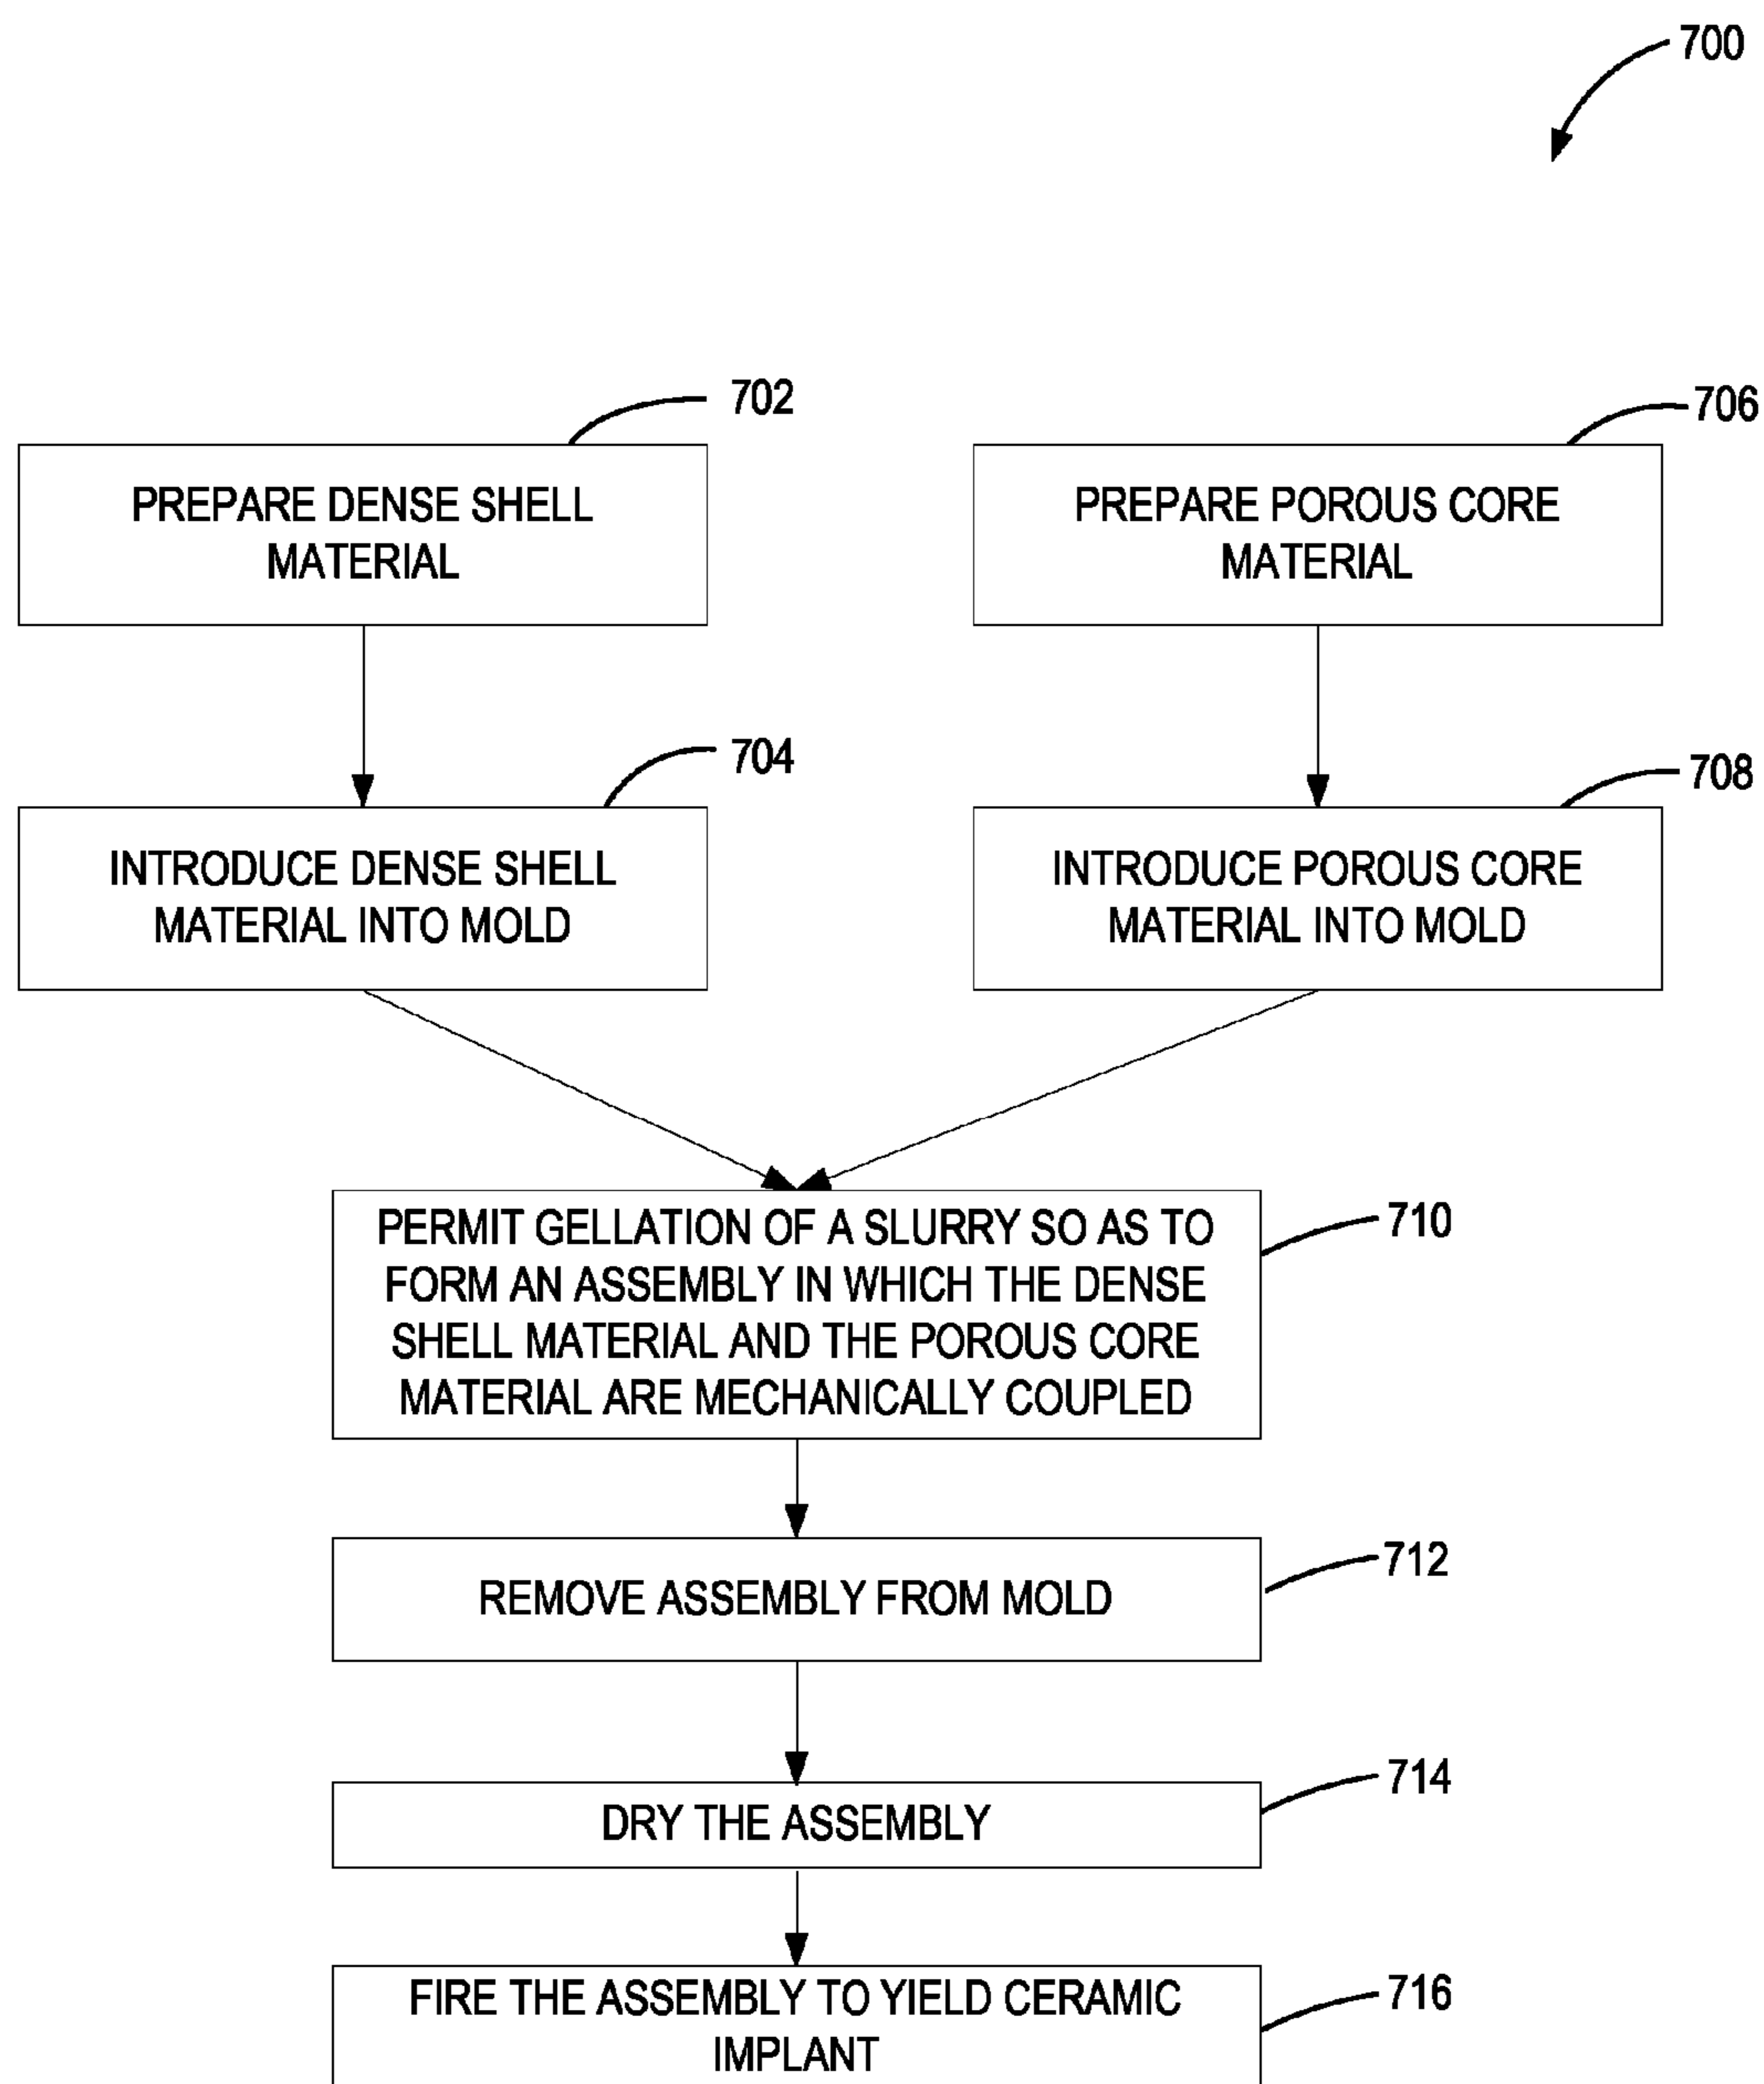 700
702
706
PREPARE DENSE SHELL
MATERIAL
PREPARE POROUS CORE
MATERIAL
704
708
INTRODUCE DENSE SHELL
MATERIAL INTO MOLD
INTRODUCE POROUS CORE
MATERIAL INTO MOLD
710
PERMIT GELLATION OF A SLURRY SO AS TO
FORM AN ASSEMBLY IN WHICH THE DENSE
SHELL MATERIAL AND THE POROUS CORE
MATERIAL ARE MECHANICALLY COUPLED
712
REMOVE ASSEMBLY FROM MOLD
714
DRY THE ASSEMBLY
716
FIRE THE ASSEMBLY TO YIELD CERAMIC
IMPLANT